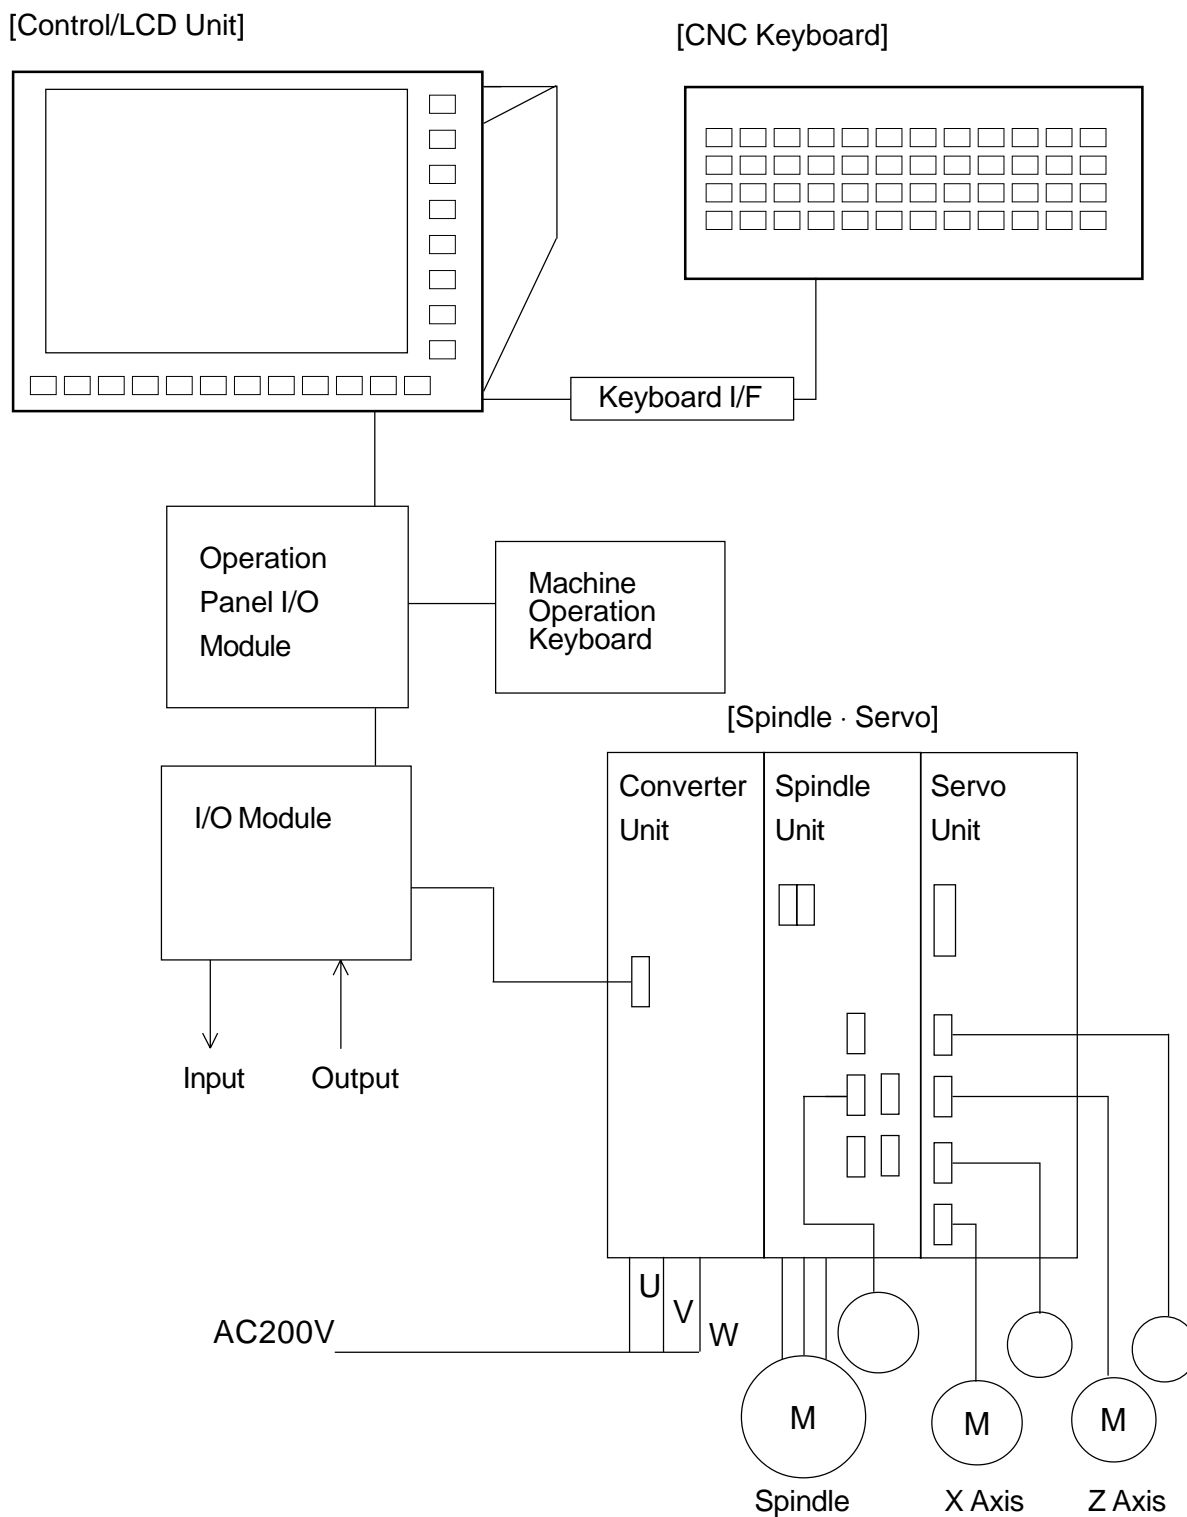 [Control/LCD Unit]
[CNC Keyboard]
Keyboard I/F
Operation
Panel I/O
Module
Machine
Operation
Keyboard
[Spindle · Servo]
Converter
Unit
Spindle
Unit
Servo
Unit
I/O Module
Input
Output
U
V
W
AC200V
M
M
M
Spindle
X Axis
Z Axis